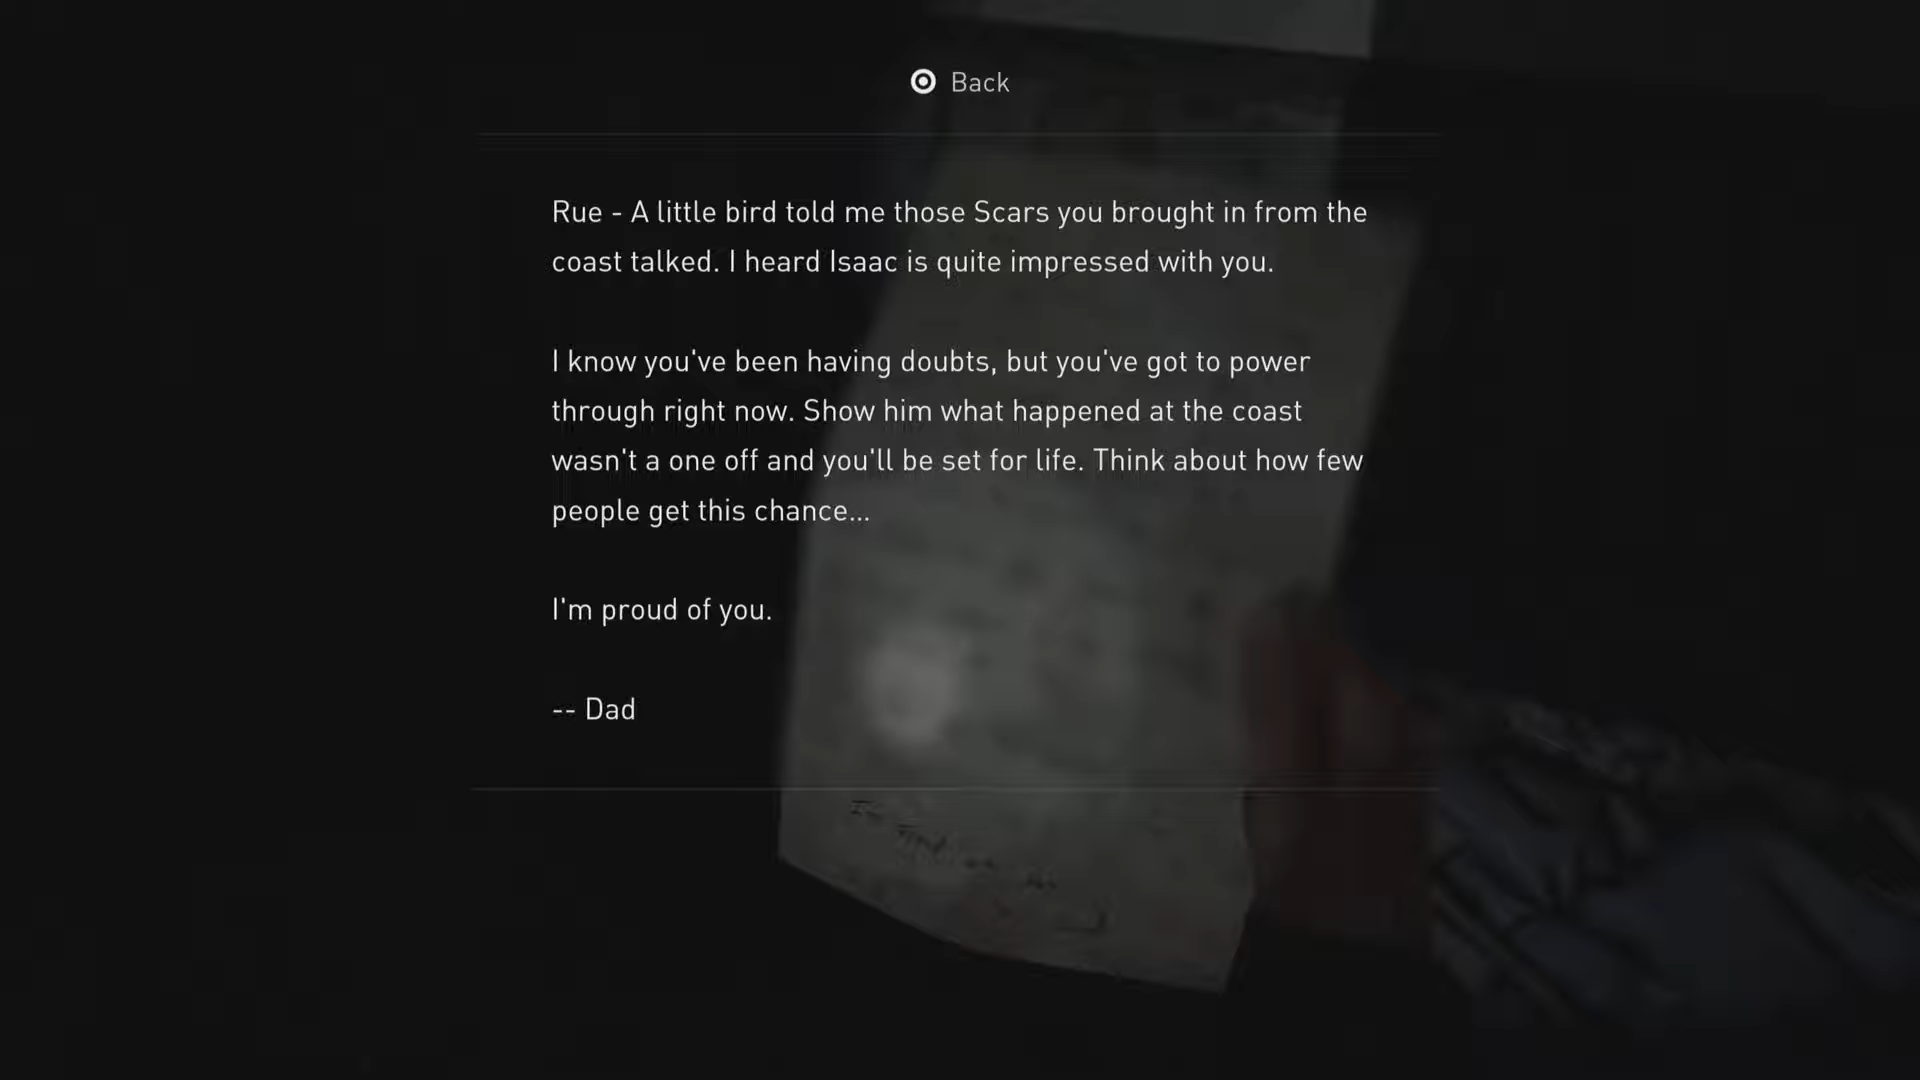 Back
Rue - A little bird told me those Scars you brought in from the
coast talked. I heard Isaac is quite impressed with you.
I know you've been having doubts, but you've got to power
through right now. Show him what happened at the coast
wasn't a one off and you'll be set for life. Think about how few
people get this chance...
I'm proud of you.
-- Dad